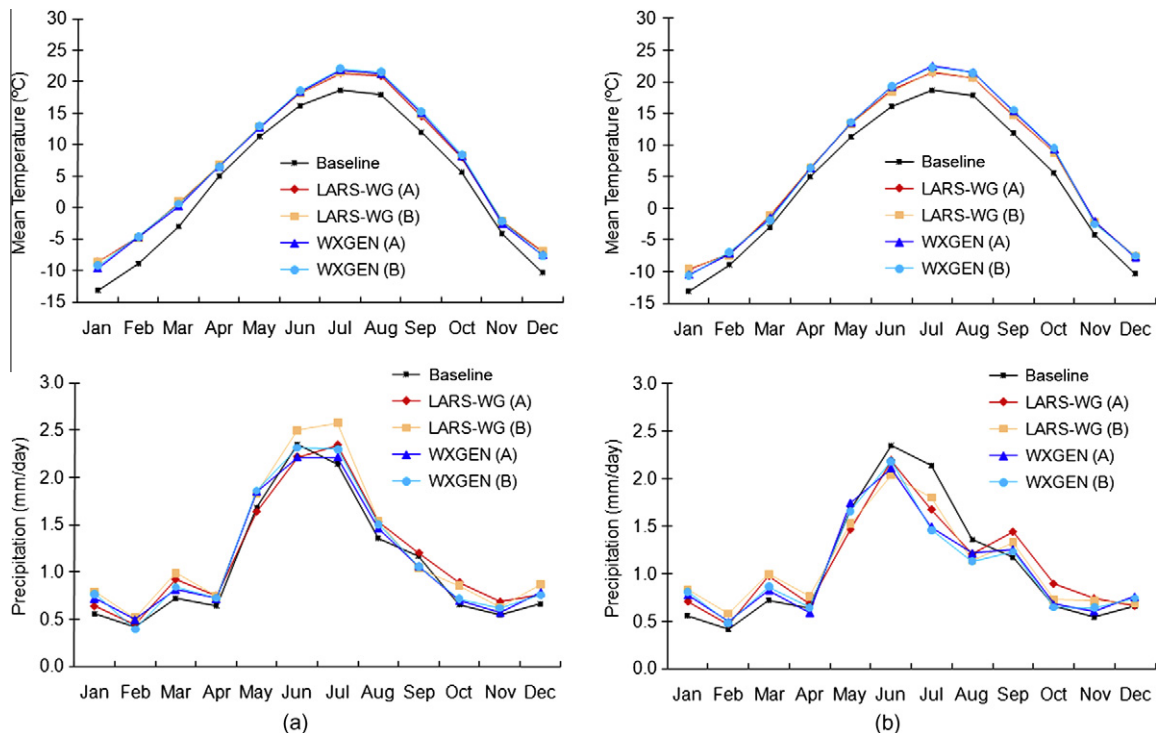 30
25
20
15
10
5
0
-5
-10
-15
Mean Temperature (ºC)
Baseline
LARS-WG (A)
LARS-WG (B)
WXGEN (A)
WXGEN (B)
Jan Feb Mar Apr May Jun Jul Aug Sep Oct Nov Dec
30
25
20
15
10
5
0
-5
-10
-15
Mean Temperature (ºC)
Baseline
LARS-WG (A)
LARS-WG (B)
WXGEN (A)
WXGEN (B)
Jan Feb Mar Apr May Jun Jul Aug Sep Oct Nov Dec
3.0
2.5
2.0
1.5
1.0
0.5
0.0
Precipitation (mm/day)
Baseline
LARS-WG (A)
LARS-WG (B)
WXGEN (A)
WXGEN (B)
Jan Feb Mar Apr May Jun Jul Aug Sep Oct Nov Dec
(a)
3.0
2.5
2.0
1.5
1.0
0.5
0.0
Precipitation (mm/day)
Baseline
LARS-WG (A)
LARS-WG (B)
WXGEN (A)
WXGEN (B)
Jan Feb Mar Apr May Jun Jul Aug Sep Oct Nov Dec
(b)